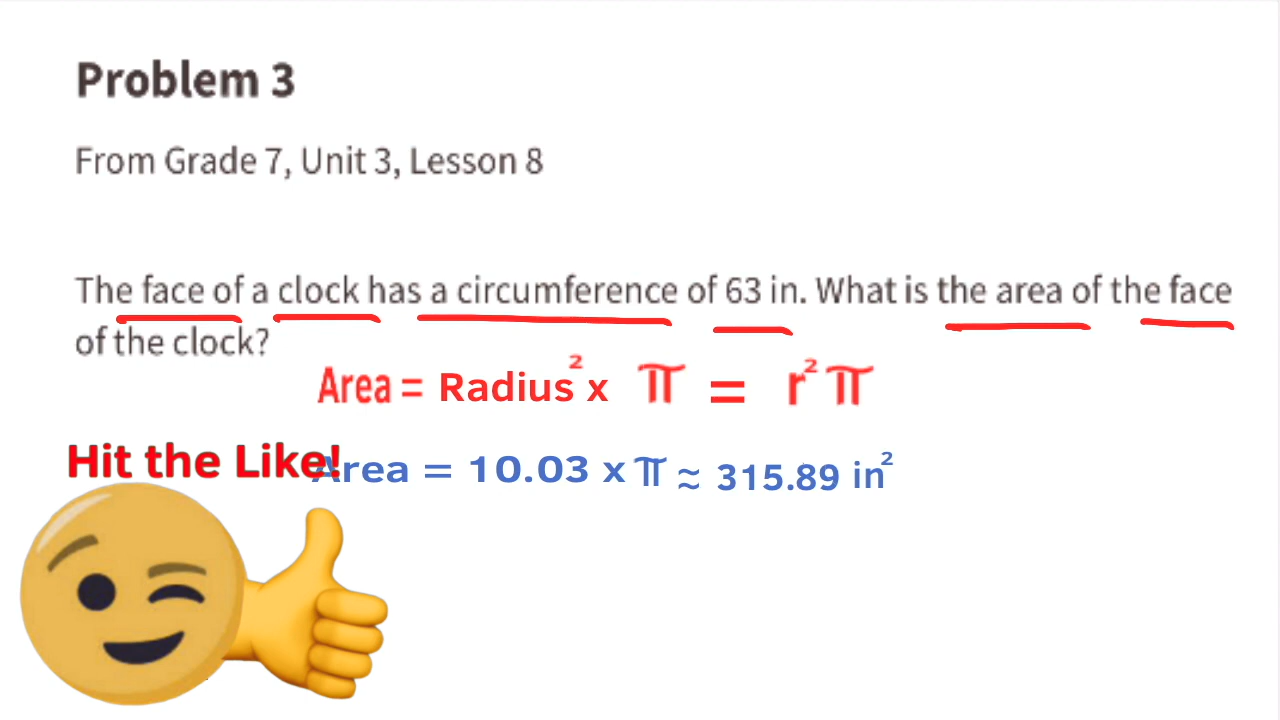 Problem 3
From Grade 7, Unit 3, Lesson 8
The face of a clock has a circumference of 63 in. What is the area of the face
of the clock?
Area = Radius² x π = r²π
Hit the Like!
Area = 10.03 x π ≈ 315.89 in²